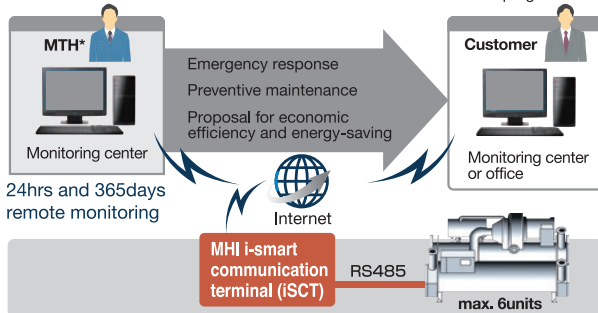 MTH*
Monitoring center
24hrs and 365days
remote monitoring
Emergency response
Preventive maintenance
Proposal for economic
efficiency and energy-saving
Customer
Monitoring center
or office
Internet
MHI i-smart
communication
terminal (iSCT)
RS485
max. 6units